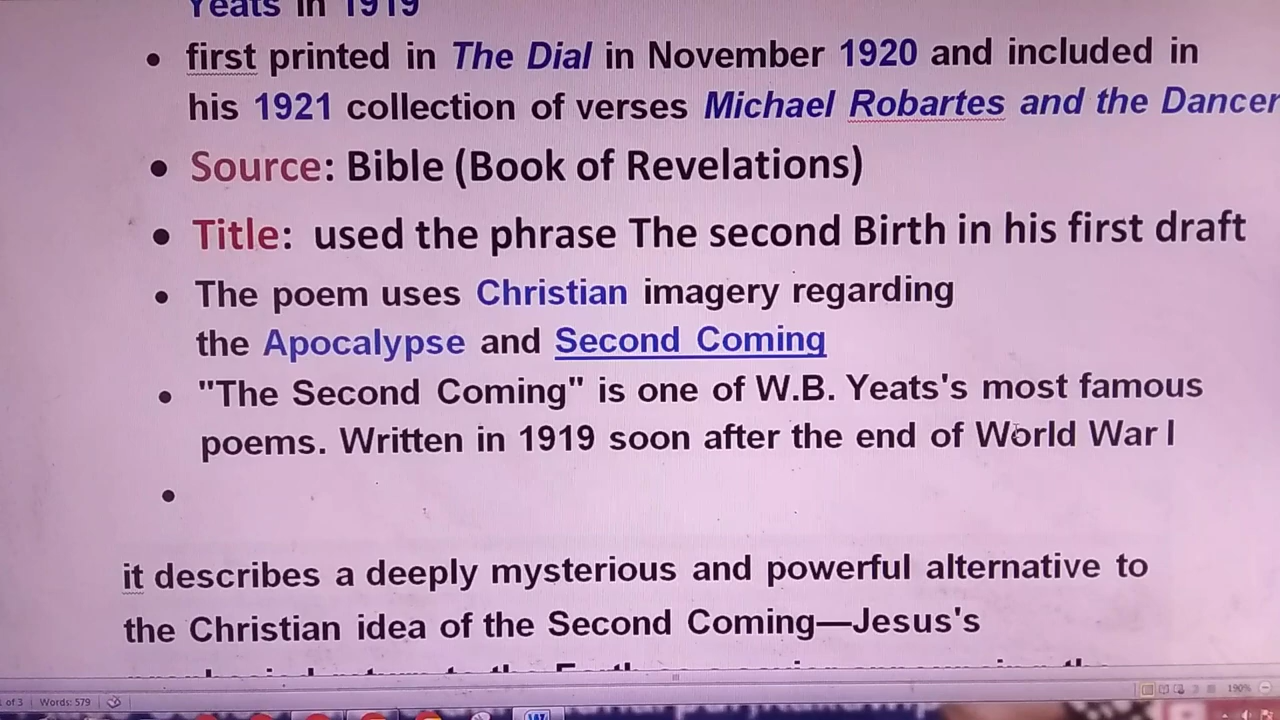 Yeats in 1919
• first printed in The Dial in November 1920 and included in
his 1921 collection of verses Michael Robartes and the Dancer
• Source: Bible (Book of Revelations)
• Title: used the phrase The second Birth in his first draft
• The poem uses Christian imagery regarding
the Apocalypse and Second Coming
• "The Second Coming" is one of W.B. Yeats's most famous
poems. Written in 1919 soon after the end of World War I
•
it describes a deeply mysterious and powerful alternative to
the Christian idea of the Second Coming—Jesus's
of 3 Words: 579 190%